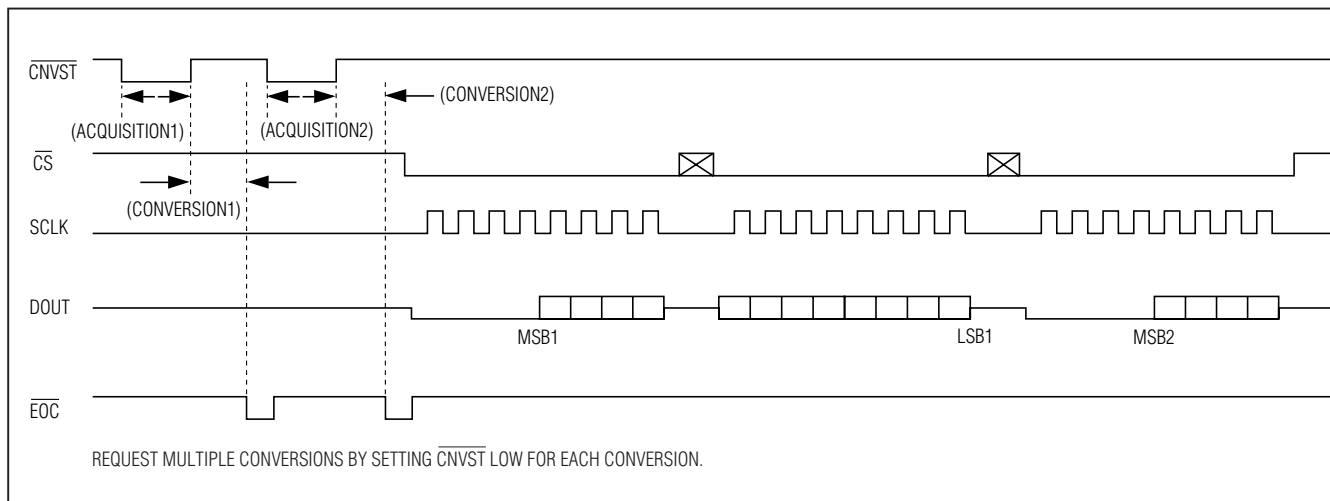 CNVST
(CONVERSION2)
(ACQUISITION1) (ACQUISITION2)
CS
(CONVERSION1)
SCLK
DOUT
MSB1 LSB1 MSB2
EOC
REQUEST MULTIPLE CONVERSIONS BY SETTING CNVST LOW FOR EACH CONVERSION.